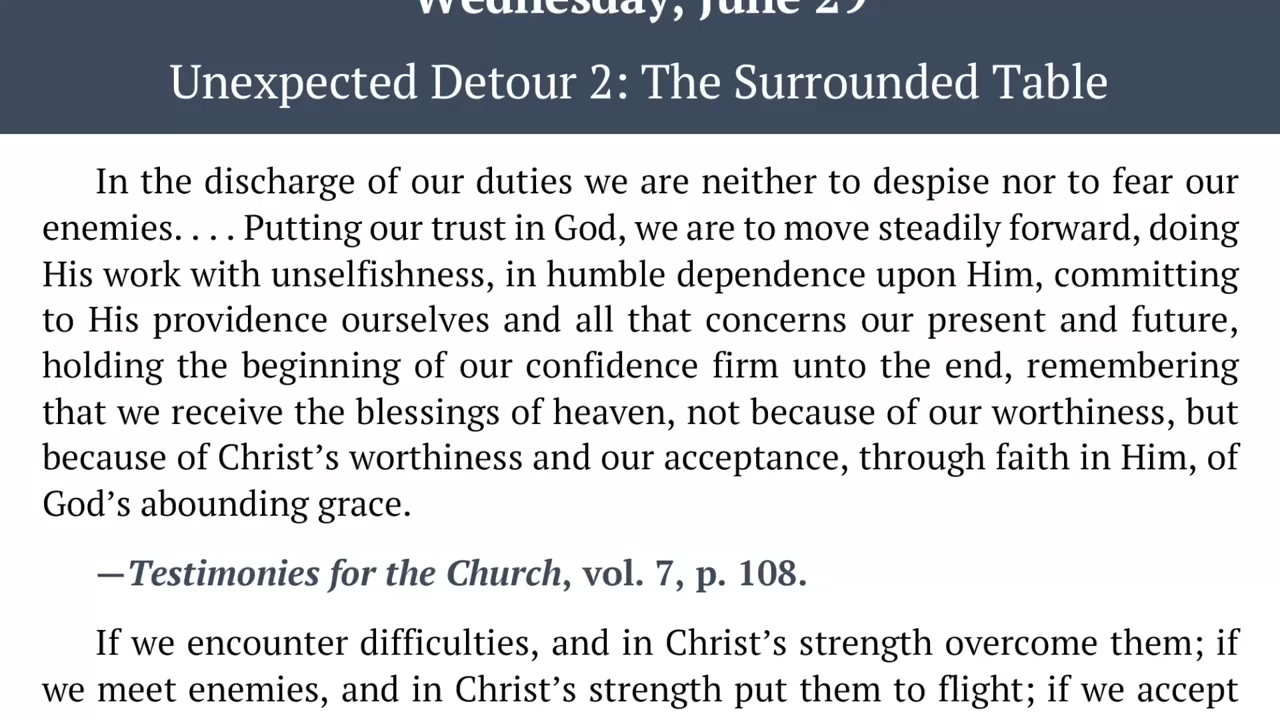 Wednesday, June 29
Unexpected Detour 2: The Surrounded Table
In the discharge of our duties we are neither to despise nor to fear our
enemies. . . . Putting our trust in God, we are to move steadily forward, doing
His work with unselfishness, in humble dependence upon Him, committing
to His providence ourselves and all that concerns our present and future,
holding the beginning of our confidence firm unto the end, remembering
that we receive the blessings of heaven, not because of our worthiness, but
because of Christ’s worthiness and our acceptance, through faith in Him, of
God’s abounding grace.
—Testimonies for the Church, vol. 7, p. 108.
If we encounter difficulties, and in Christ’s strength overcome them; if
we meet enemies, and in Christ’s strength put them to flight; if we accept